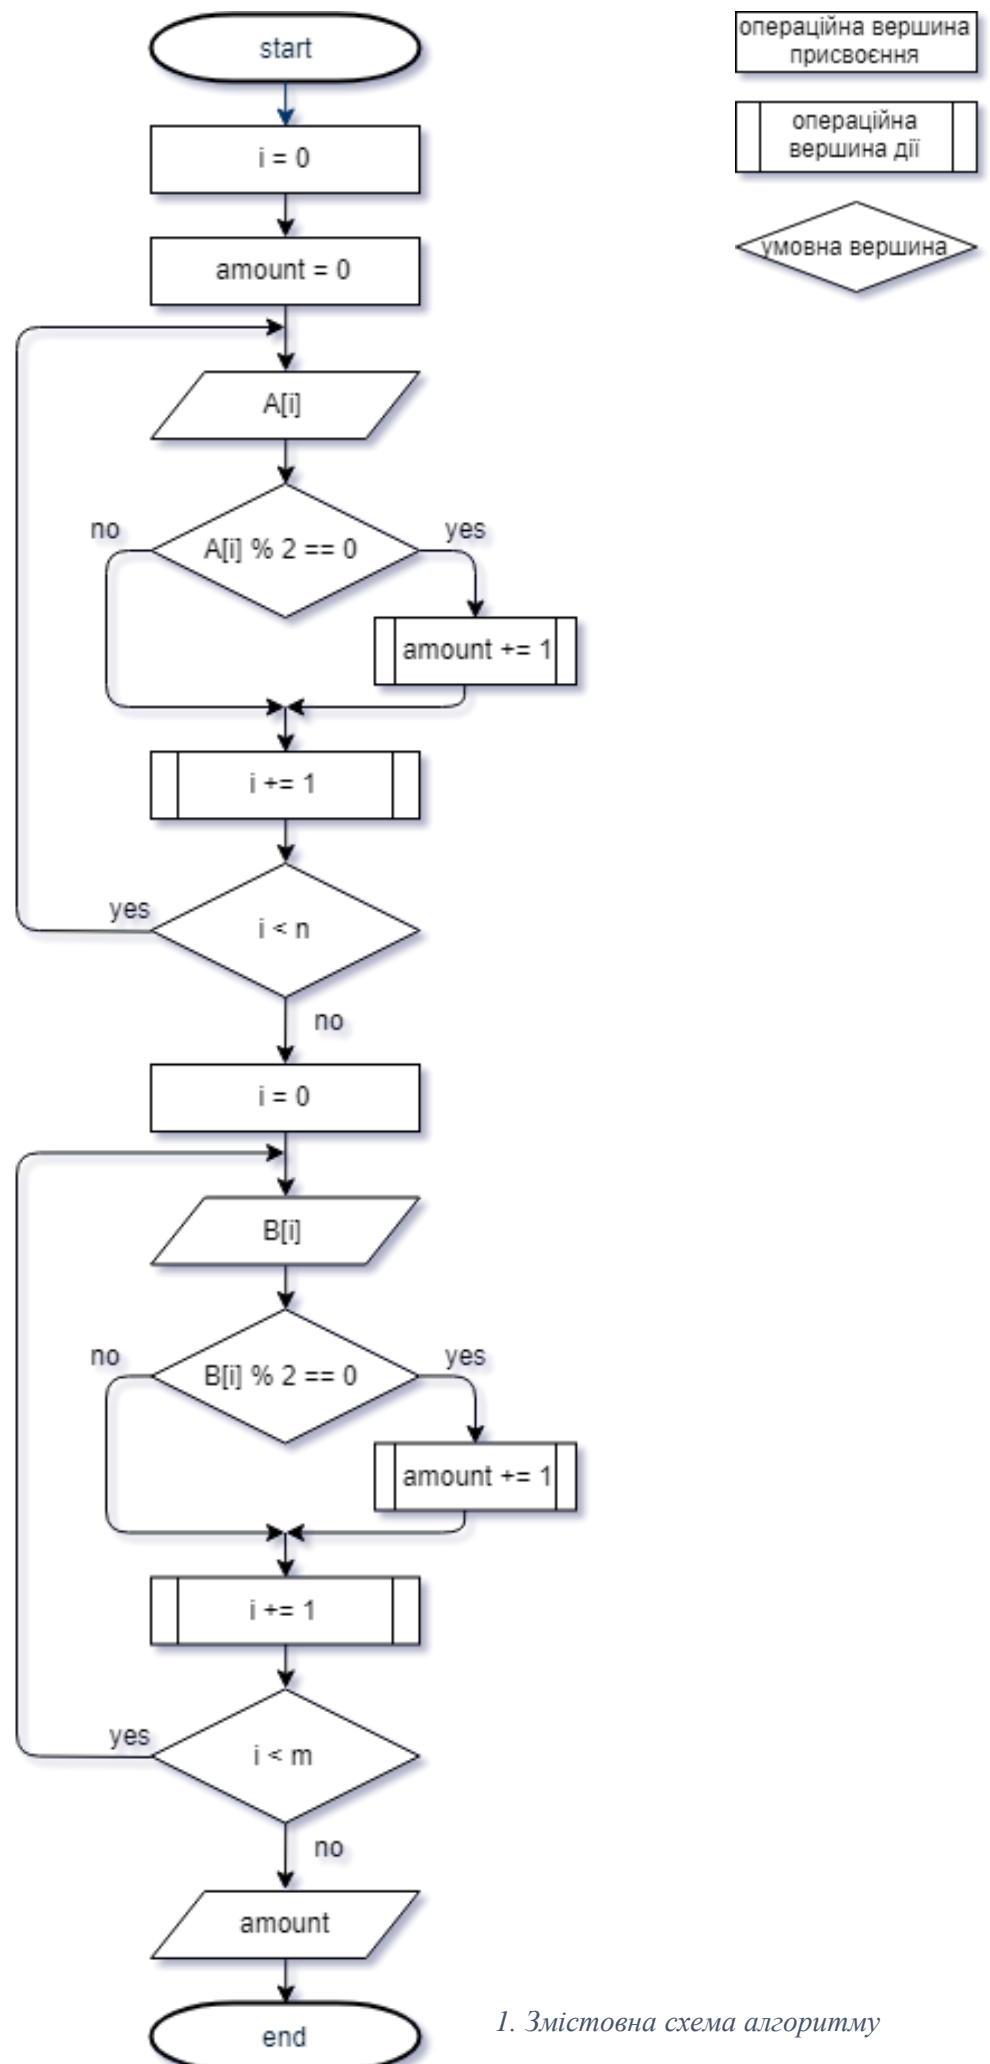 start
i = 0
amount = 0
A[i]
A[i] % 2 == 0
no
yes
amount += 1
i += 1
i < n
yes
no
i = 0
B[i]
B[i] % 2 == 0
no
yes
amount += 1
i += 1
i < m
yes
no
amount
end
операційна вершина
присвоєння
операційна
вершина дії
умовна вершина
1. Змістовна схема алгоритму